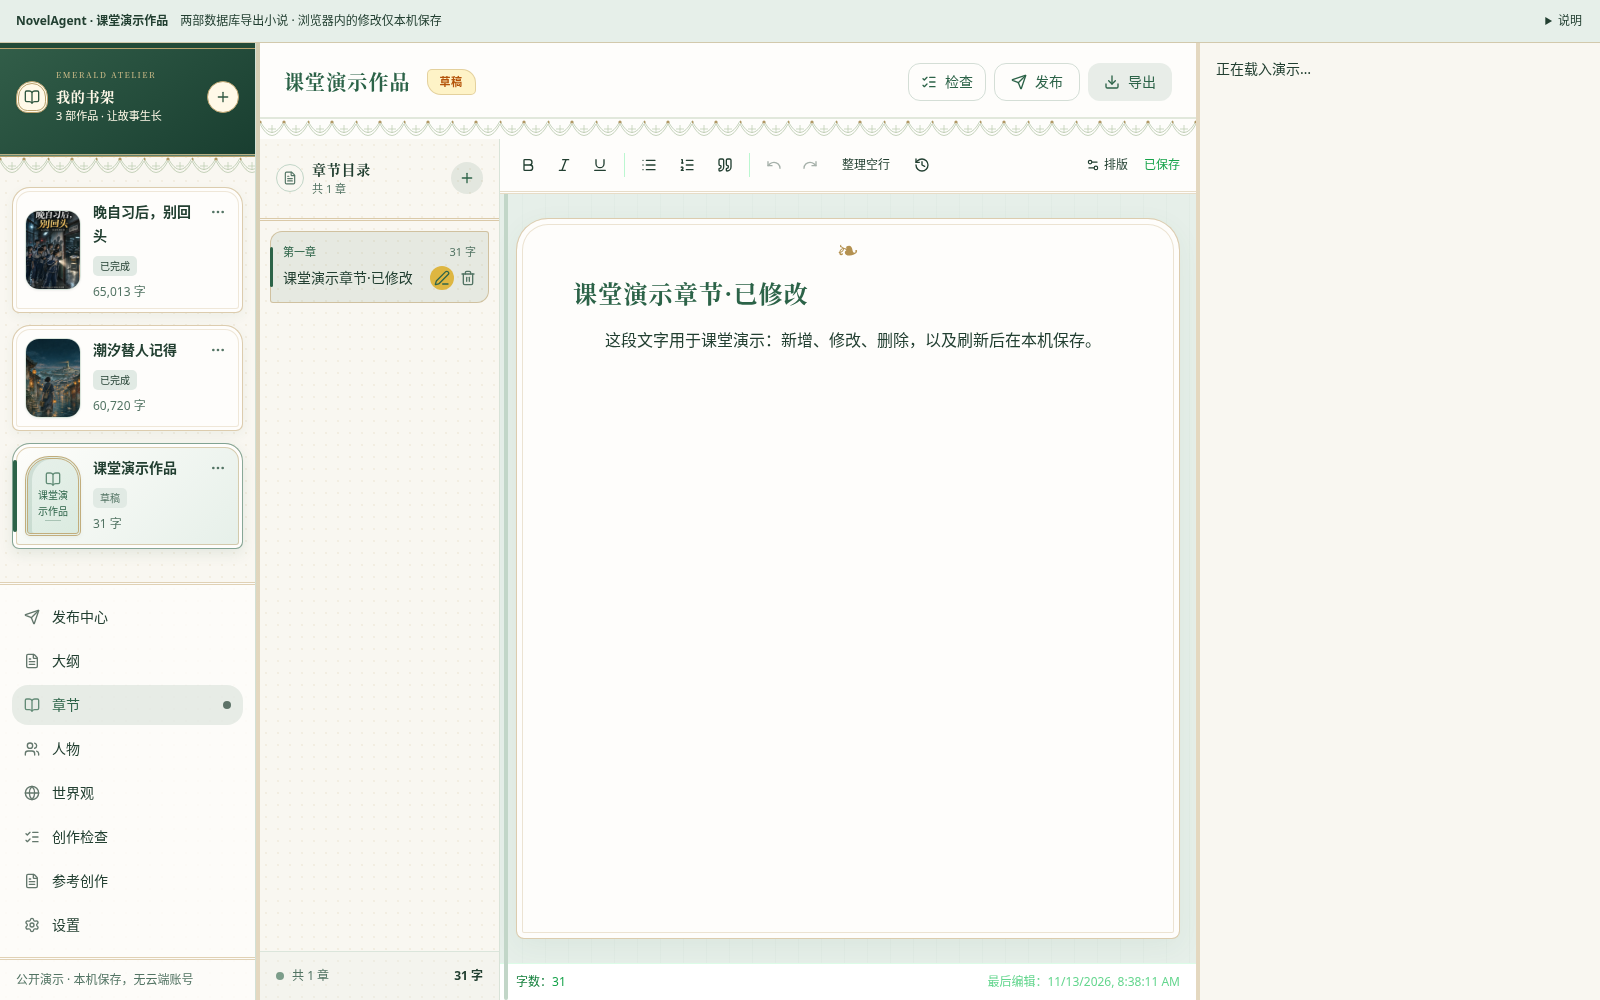 NovelAgent · 课堂演示作品 两部数据库导出小说 · 浏览器内的修改仅本机保存
说明
EMERALD ATELIER
我的书架
3 部作品 · 让故事生长
晚自习后，
别回头
晚自习后，别回
头
已完成
65,013 字
潮汐替人记得
已完成
60,720 字
课堂演
示作品
课堂演示作品
草稿
31 字
发布中心
大纲
章节
人物
世界观
创作检查
参考创作
设置
公开演示 · 本机保存，无云端账号
课堂演示作品 草稿
检查 发布 导出
章节目录
共 1 章
第一章 31 字
课堂演示章节·已修改
共 1 章 31 字
整理空行 排版 已保存
课堂演示章节·已修改
这段文字用于课堂演示：新增、修改、删除，以及刷新后在本机保存。
字数：31 最后编辑：11/13/2026, 8:38:11 AM
正在载入演示...